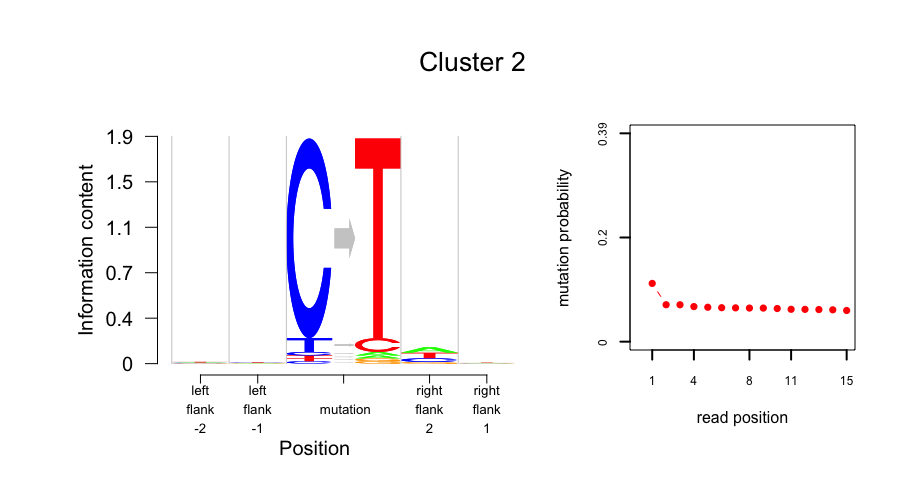 Cluster 2
Information content
1.9
1.5
1.1
0.7
0.4
0
C T
T C
left flank -2
left flank -1
mutation
right flank 2
right flank 1
Position
mutation probability
0.39
0.2
0
1 4 8 11 15
read position